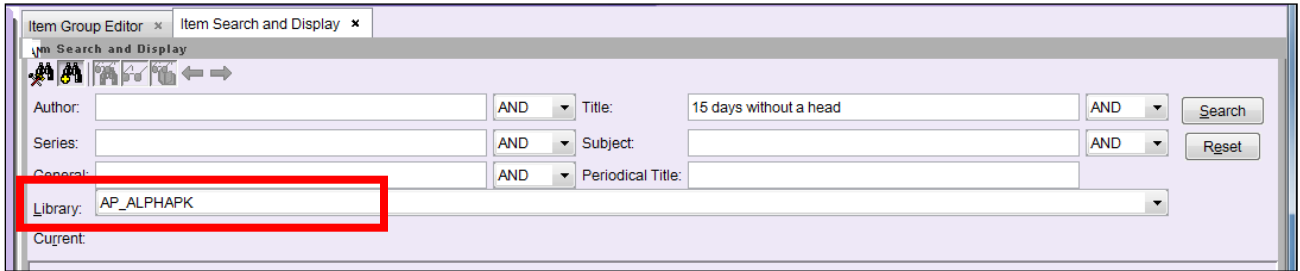 Item Group Editor × Item Search and Display ×
m Search and Display
Author: AND Title: 15 days without a head AND Search
Series: AND Subject: AND Reset
General: AND Periodical Title:
Library: AP_ALPHAPK
Current: